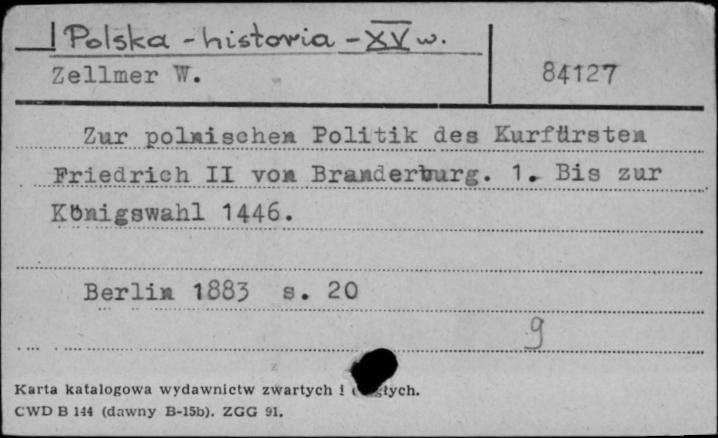 Polska - historia - XV w.
Zellmer W.
84127
Zur polnischen Politik des Kurfürsten
Friedrich II von Branderburg. 1. Bis zur
Königswahl 1446.
Berlin 1883 s. 20
9
Karta katalogowa wydawnictw zwartych i
CWD B 144 (dawny B-15b). ZGG 91.